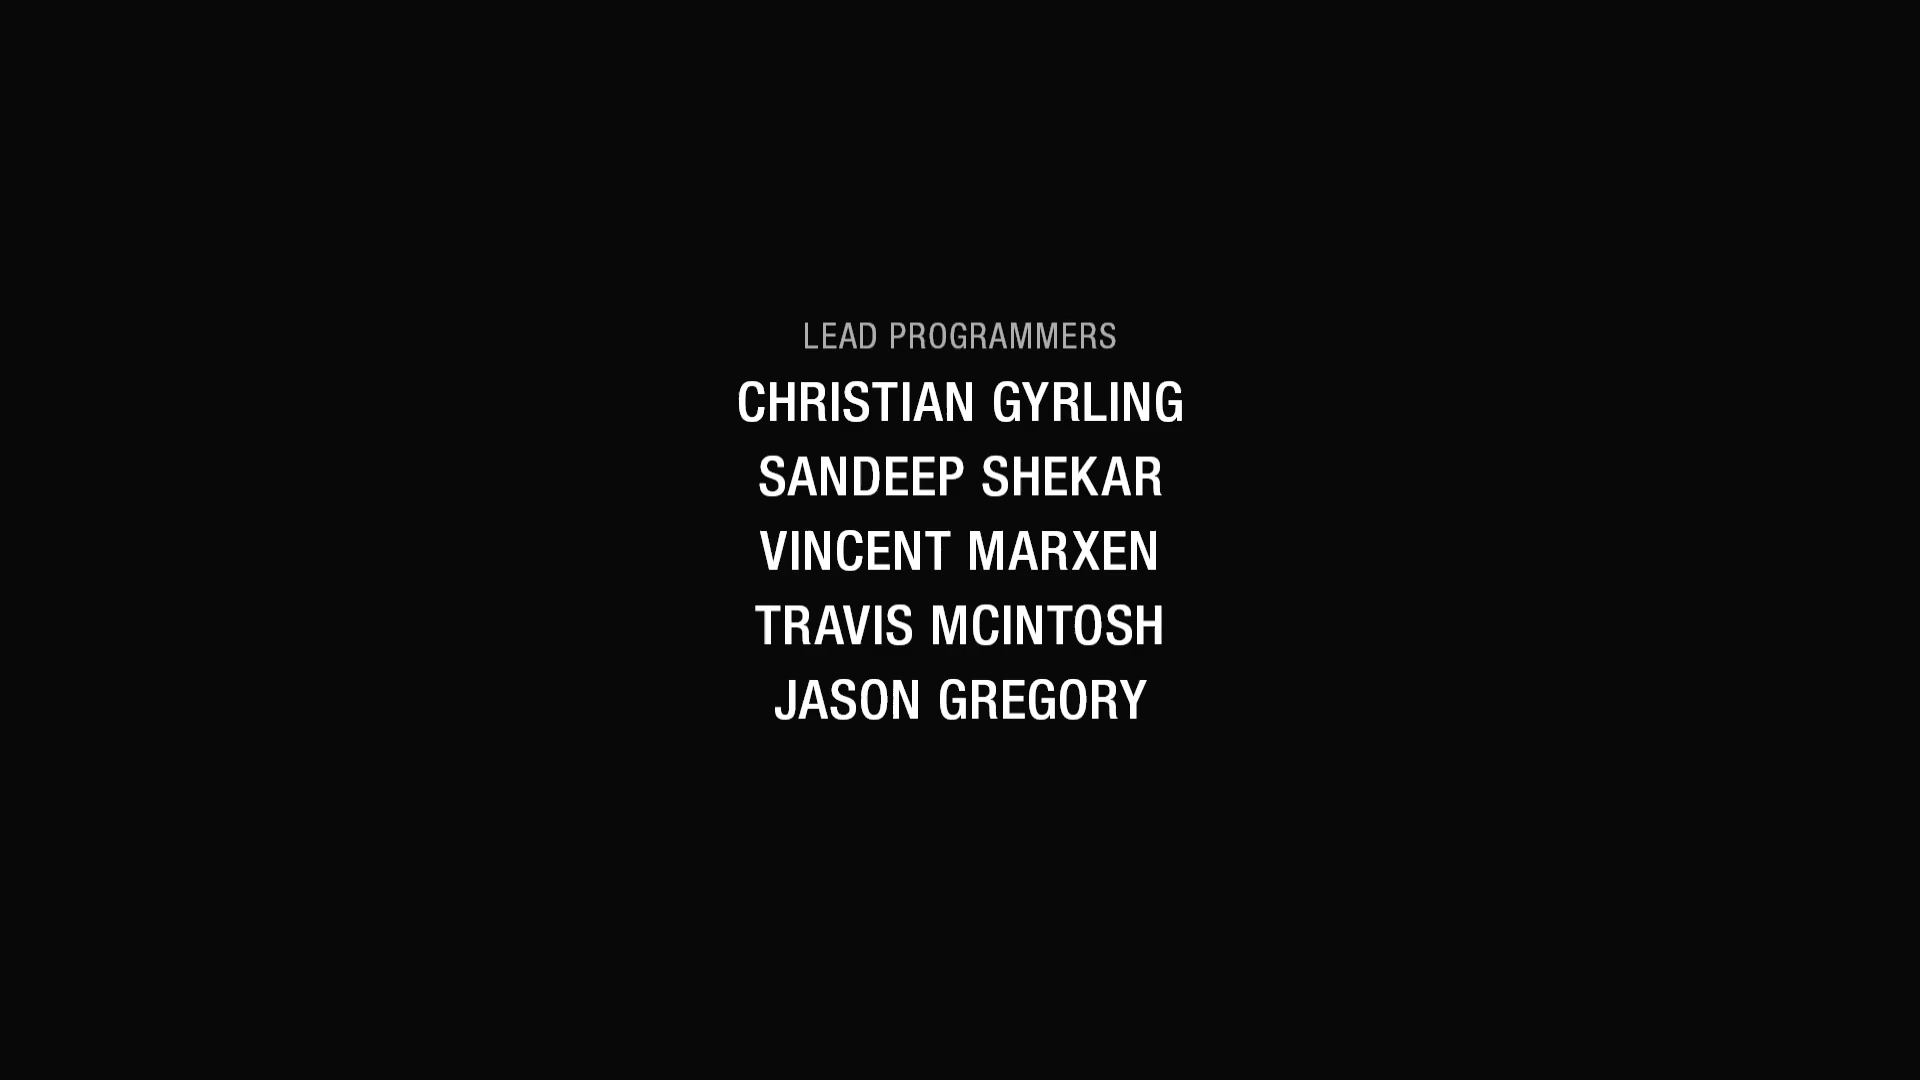 LEAD PROGRAMMERS
CHRISTIAN GYRLING
SANDEEP SHEKAR
VINCENT MARXEN
TRAVIS MCINTOSH
JASON GREGORY